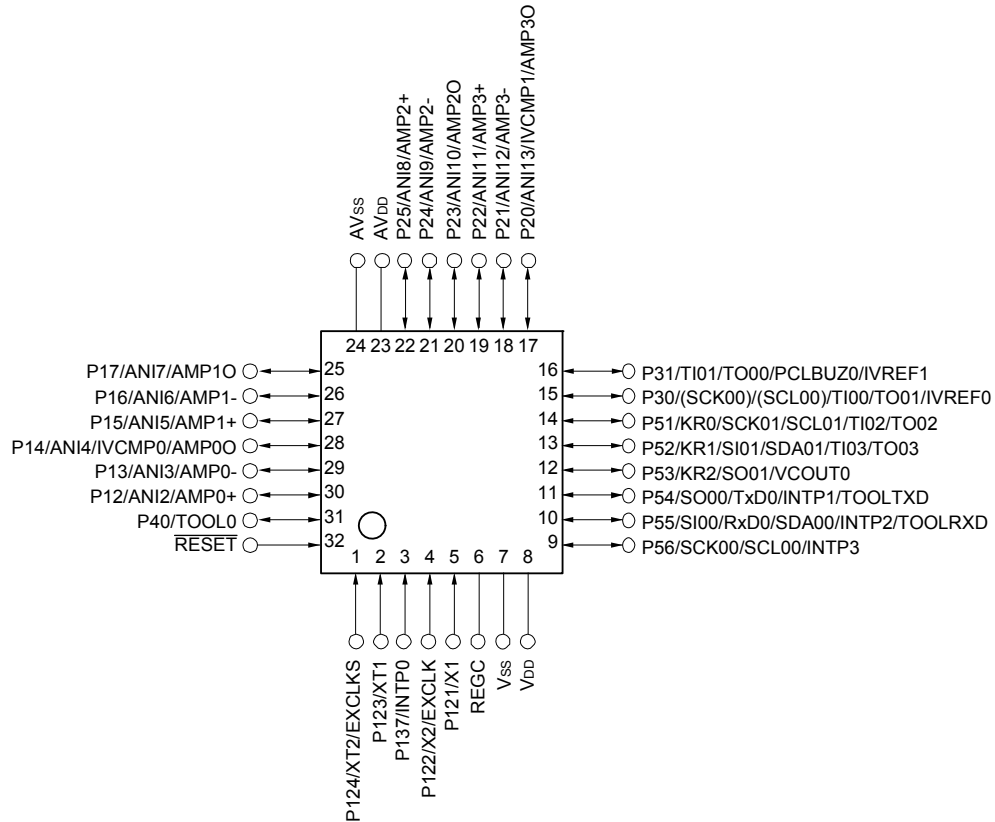 AVSS
AVDD
P25/ANI8/AMP2+
P24/ANI9/AMP2-
P23/ANI10/AMP2O
P22/ANI11/AMP3+
P21/ANI12/AMP3-
P20/ANI13/IVCMP1/AMP3O
24 23 22 21 20 19 18 17
P17/ANI7/AMP1O 25
P16/ANI6/AMP1- 26
P15/ANI5/AMP1+ 27
P14/ANI4/IVCMP0/AMP0O 28
P13/ANI3/AMP0- 29
P12/ANI2/AMP0+ 30
P40/TOOL0 31
RESET 32
16 P31/TI01/TO00/PCLBUZ0/IVREF1
15 P30/(SCK00)/(SCL00)/TI00/TO01/IVREF0
14 P51/KR0/SCK01/SCL01/TI02/TO02
13 P52/KR1/SI01/SDA01/TI03/TO03
12 P53/KR2/SO01/VCOUT0
11 P54/SO00/TxD0/INTP1/TOOLTXD
10 P55/SI00/RxD0/SDA00/INTP2/TOOLRXD
9 P56/SCK00/SCL00/INTP3
1 2 3 4 5 6 7 8
P124/XT2/EXCLKS
P123/XT1
P137/INTP0
P122/X2/EXCLK
P121/X1
REGC
VSS
VDD